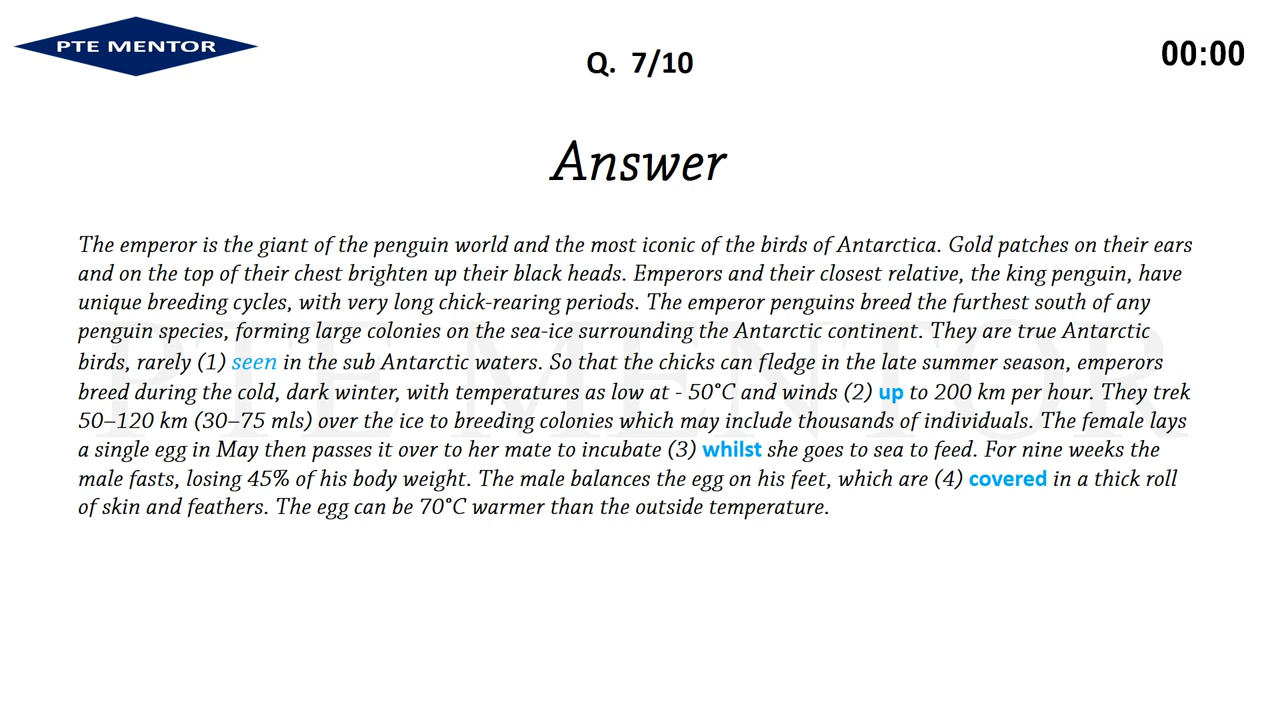 PTE MENTOR
Q. 7/10
00:00
Answer
The emperor is the giant of the penguin world and the most iconic of the birds of Antarctica. Gold patches on their ears
and on the top of their chest brighten up their black heads. Emperors and their closest relative, the king penguin, have
unique breeding cycles, with very long chick-rearing periods. The emperor penguins breed the furthest south of any
penguin species, forming large colonies on the sea-ice surrounding the Antarctic continent. They are true Antarctic
birds, rarely (1) seen in the sub Antarctic waters. So that the chicks can fledge in the late summer season, emperors
breed during the cold, dark winter, with temperatures as low at - 50°C and winds (2) up to 200 km per hour. They trek
50–120 km (30–75 mls) over the ice to breeding colonies which may include thousands of individuals. The female lays
a single egg in May then passes it over to her mate to incubate (3) whilst she goes to sea to feed. For nine weeks the
male fasts, losing 45% of his body weight. The male balances the egg on his feet, which are (4) covered in a thick roll
of skin and feathers. The egg can be 70°C warmer than the outside temperature.
PTE MENTOR